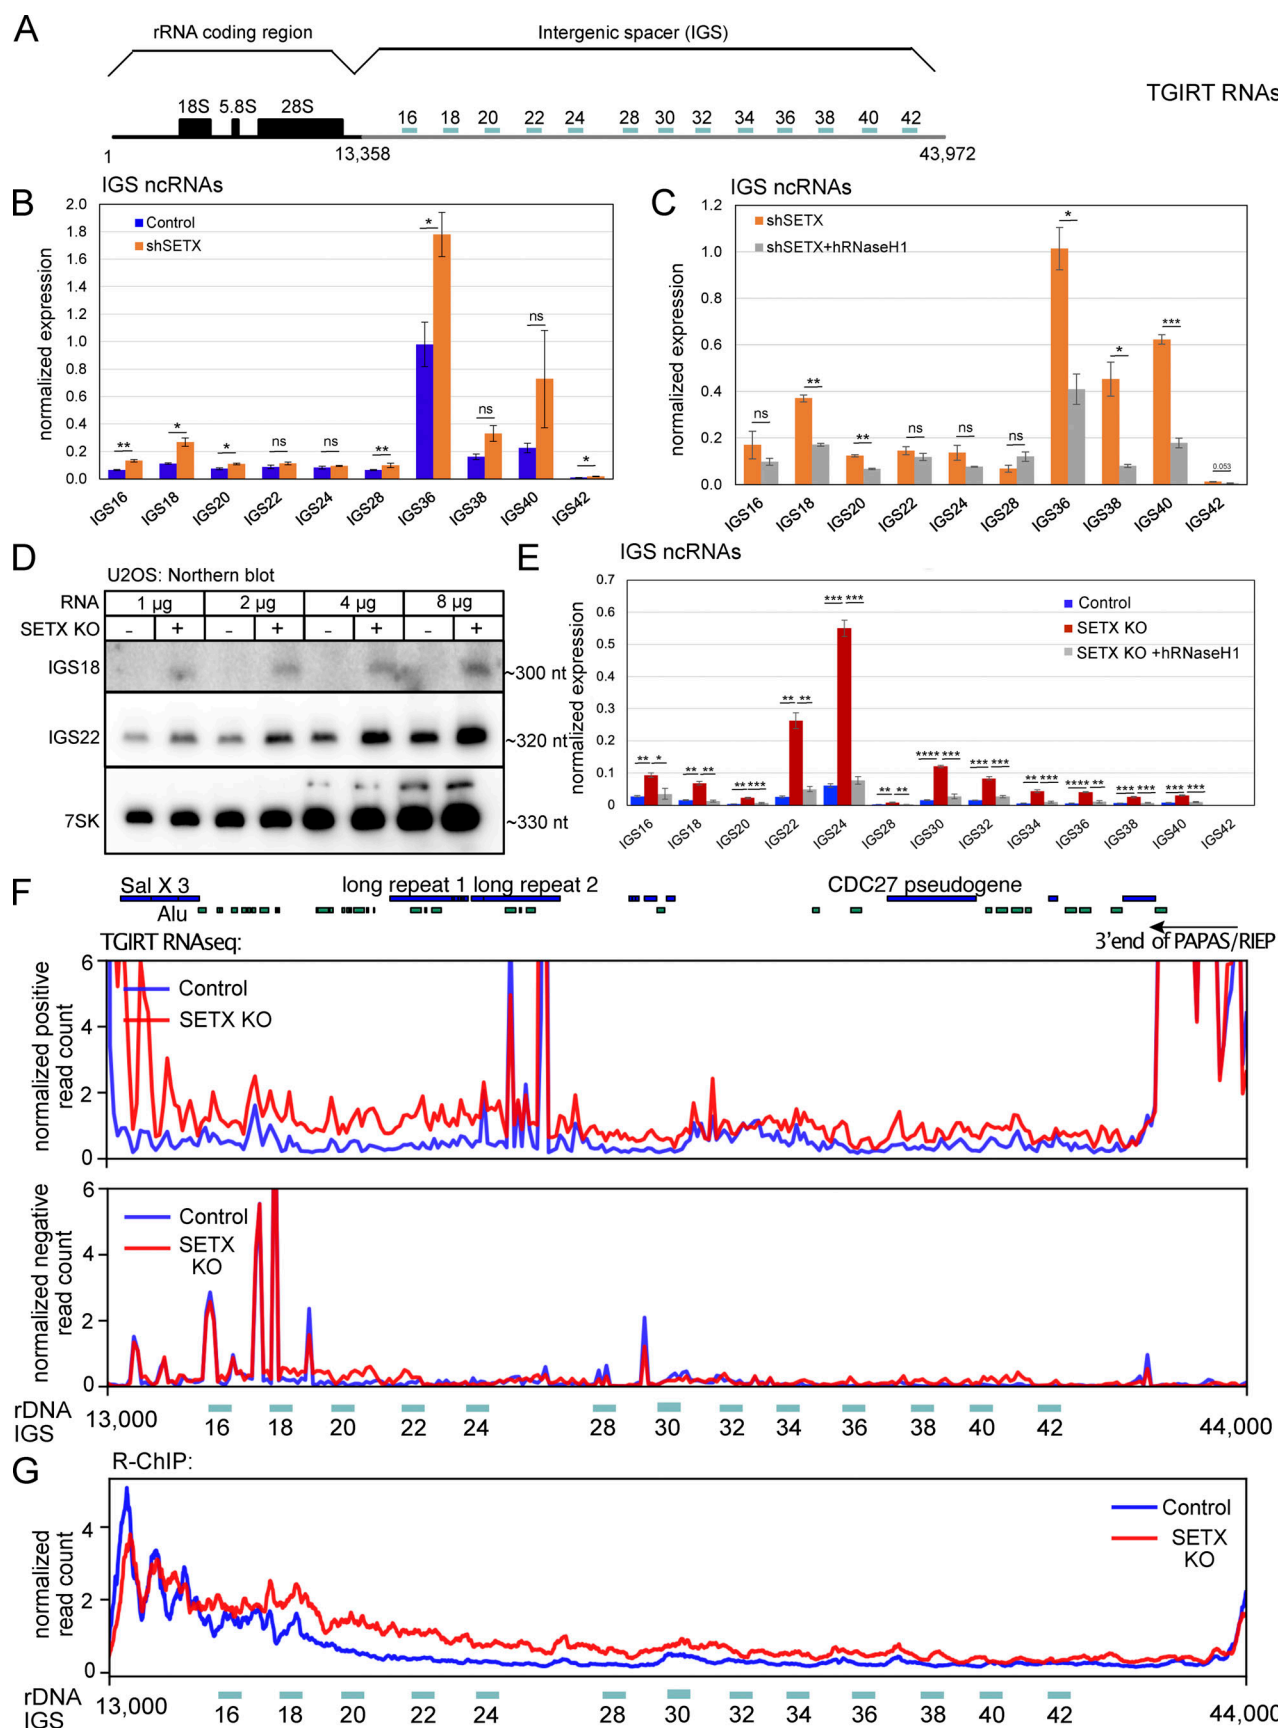 A
rRNA coding region
Intergenic spacer (IGS)
TGIRT RNAs
18S 5.8S 28S
16 18 20 22 24 28 30 32 34 36 38 40 42
1
13,358
43,972
B
IGS ncRNAs
normalized expression
2.0
1.8
1.6
1.4
1.2
1.0
0.8
0.6
0.4
0.2
0.0
Control
shSETX
** * * ns ns ** * ns ns *
IGS16 IGS18 IGS20 IGS22 IGS24 IGS28 IGS36 IGS38 IGS40 IGS42
C
IGS ncRNAs
normalized expression
1.2
1.0
0.8
0.6
0.4
0.2
0.0
shSETX
shSETX+hRNaseH1
ns ** ** ns ns ns * * *** 0.053
IGS16 IGS18 IGS20 IGS22 IGS24 IGS28 IGS36 IGS38 IGS40 IGS42
D
U2OS: Northern blot
RNA 1 µg 2 µg 4 µg 8 µg
SETX KO - + - + - + - +
IGS18
~300 nt
IGS22
~320 nt
7SK
~330 nt
E
IGS ncRNAs
normalized expression
0.7
0.6
0.5
0.4
0.3
0.2
0.1
0
Control
SETX KO
SETX KO +hRNaseH1
** * ** ** ** *** ** ** *** *** ** ** **** *** *** *** ** *** **** ** *** *** *** ***
IGS16 IGS18 IGS20 IGS22 IGS24 IGS28 IGS30 IGS32 IGS34 IGS36 IGS38 IGS40 IGS42
F
Sal X 3
long repeat 1 long repeat 2
CDC27 pseudogene
Alu
TGIRT RNAseq:
3'end of PAPAS/RIEP
normalized positive
read count
6
4
2
0
Control
SETX KO
normalized negative
read count
6
4
2
0
Control
SETX
KO
rDNA
IGS
13,000
16 18 20 22 24 28 30 32 34 36 38 40 42
44,000
G
R-ChIP:
normalized
read count
4
2
0
Control
SETX
KO
rDNA
IGS
13,000
16 18 20 22 24 28 30 32 34 36 38 40 42
44,000